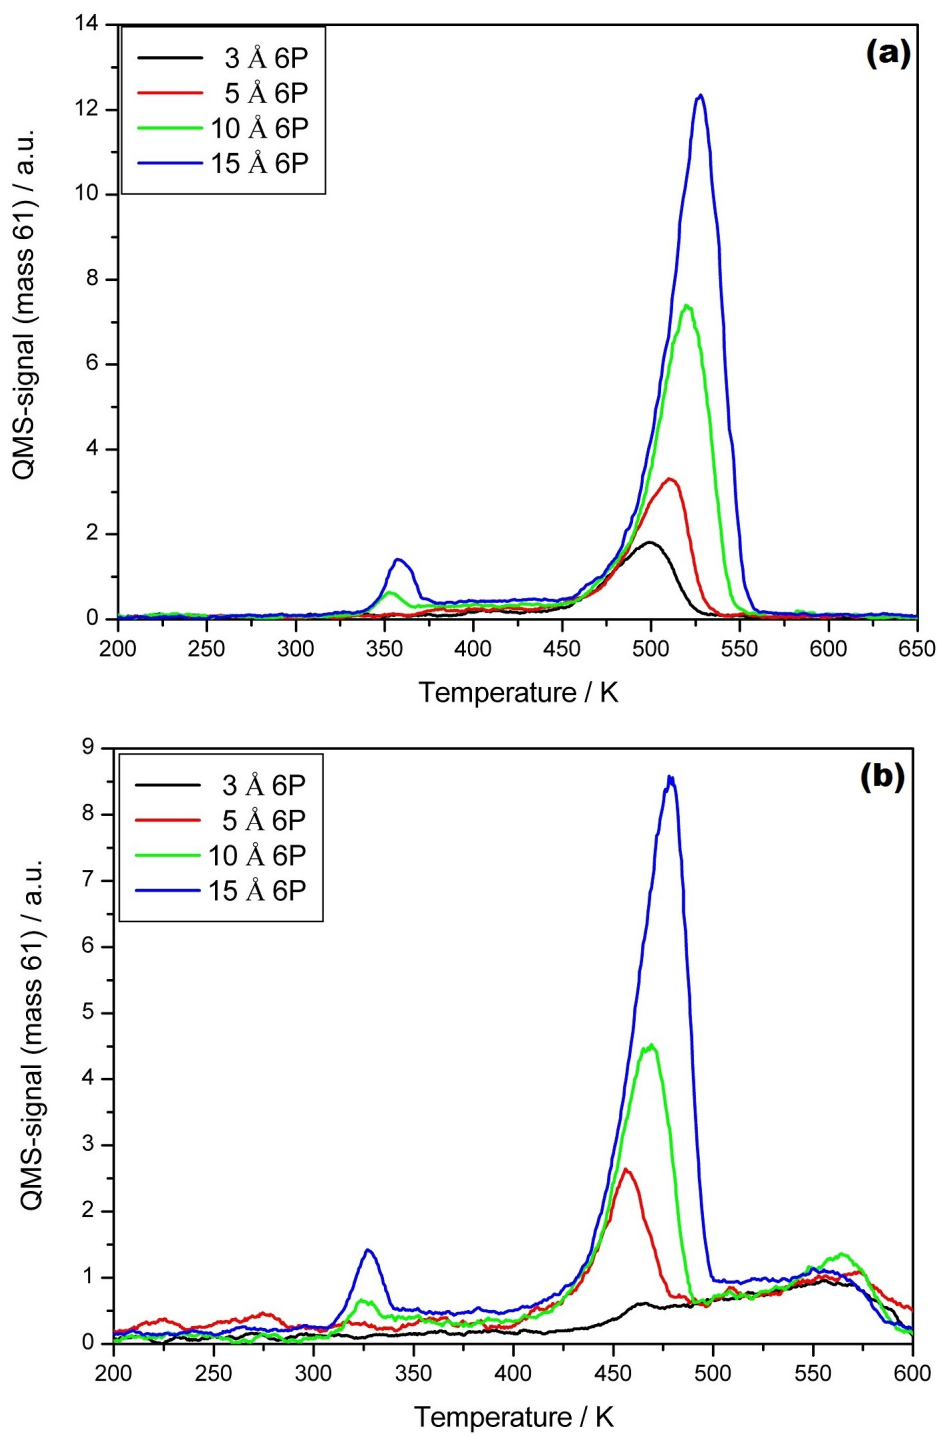 (a)
3 Å 6P
5 Å 6P
10 Å 6P
15 Å 6P
QMS-signal (mass 61) / a.u.
14
12
10
8
6
4
2
0
200 250 300 350 400 450 500 550 600 650
Temperature / K
(b)
3 Å 6P
5 Å 6P
10 Å 6P
15 Å 6P
QMS-signal (mass 61) / a.u.
9
8
7
6
5
4
3
2
1
0
200 250 300 350 400 450 500 550 600
Temperature / K